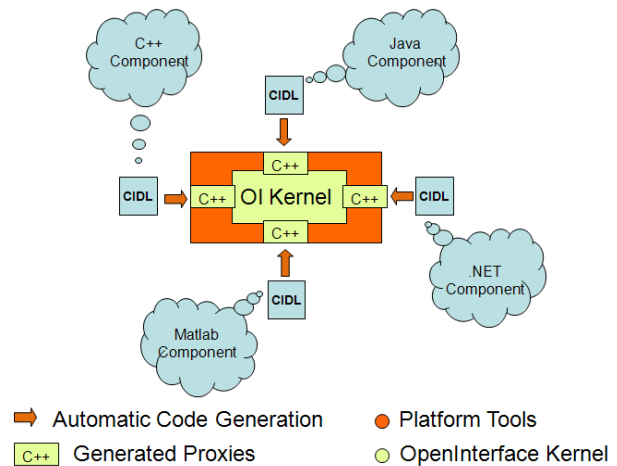 C++
Component
Java
Component
CIDL
C++
CIDL
C++
OI Kernel
C++
CIDL
C++
.NET
Component
CIDL
Matlab
Component
Automatic Code Generation
Platform Tools
C++
Generated Proxies
OpenInterface Kernel